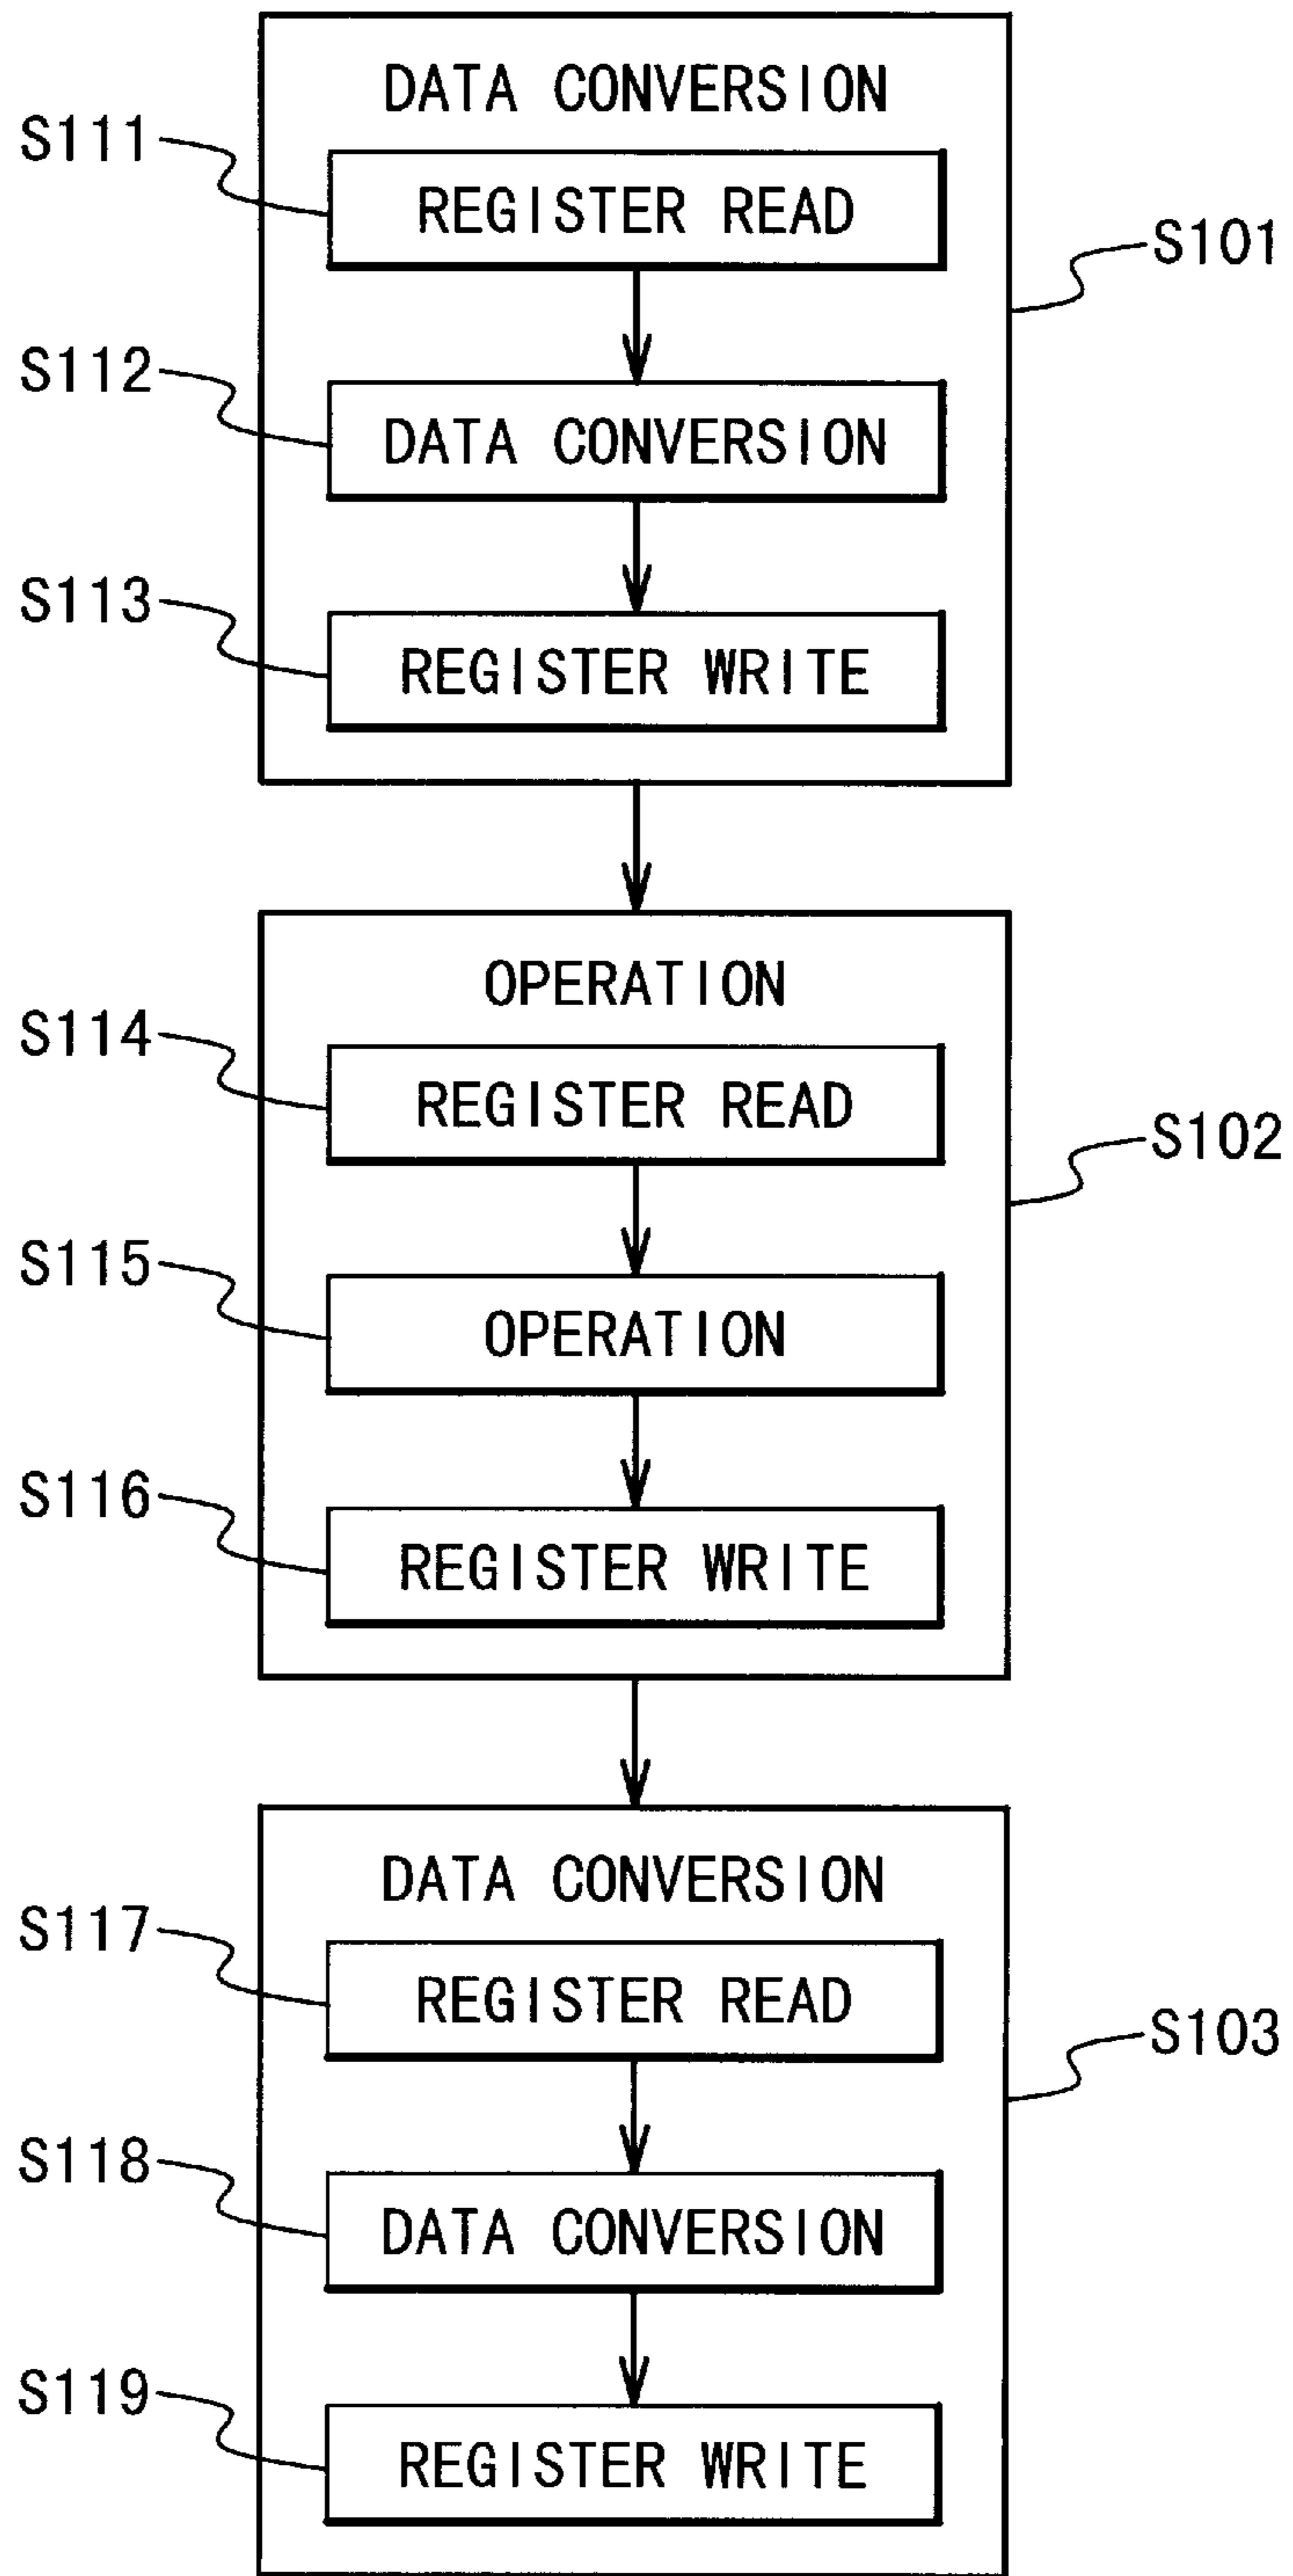 DATA CONVERSION
S111
REGISTER READ
S101
S112
DATA CONVERSION
S113
REGISTER WRITE
OPERATION
S114
REGISTER READ
S102
S115
OPERATION
S116
REGISTER WRITE
DATA CONVERSION
S117
REGISTER READ
S103
S118
DATA CONVERSION
S119
REGISTER WRITE